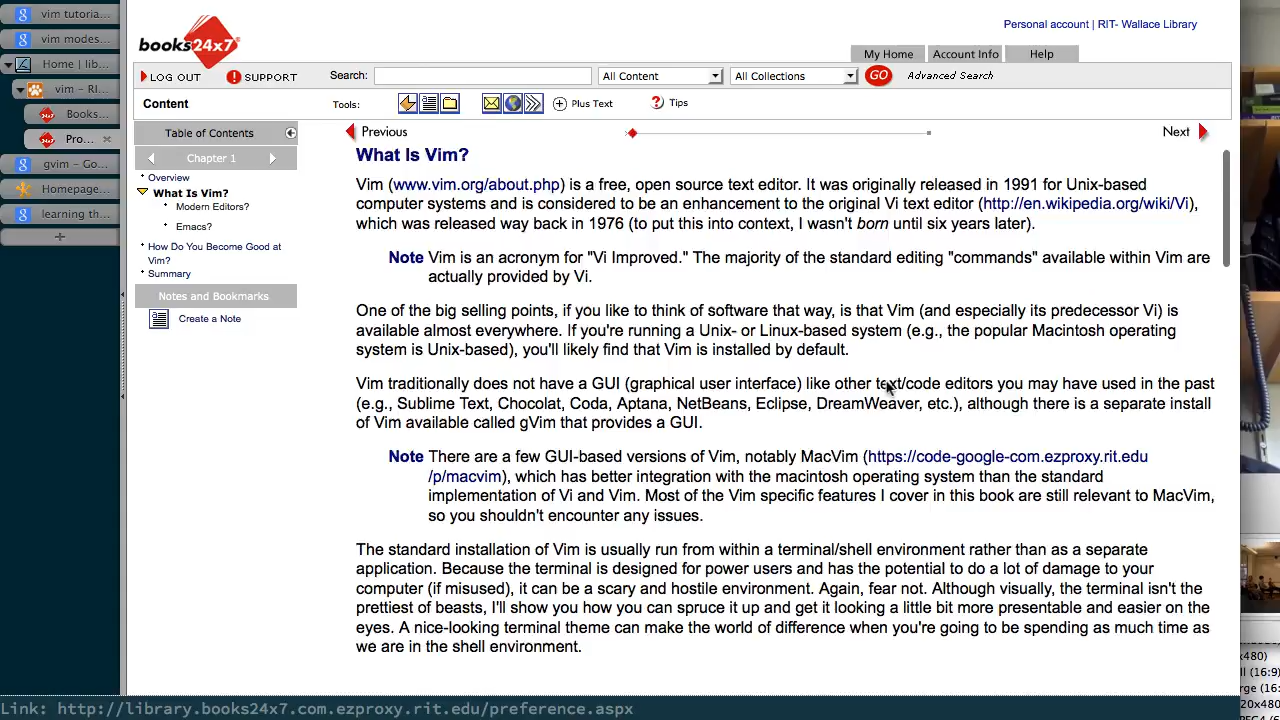 vim tutoria...
vim modes...
Home | lib...
vim – RI...
Books...
Pro...
gvim – Go...
Homepage...
learning th...
books24x7
Personal account | RIT- Wallace Library
My Home
Account Info
Help
LOG OUT
SUPPORT
Search:
All Content
All Collections
GO
Advanced Search
Content
Tools:
Plus Text
Tips
Table of Contents
Chapter 1
Overview
What Is Vim?
Modern Editors?
Emacs?
How Do You Become Good at
Vim?
Summary
Notes and Bookmarks
Create a Note
Previous
Next
What Is Vim?
Vim (www.vim.org/about.php) is a free, open source text editor. It was originally released in 1991 for Unix-based
computer systems and is considered to be an enhancement to the original Vi text editor (http://en.wikipedia.org/wiki/Vi),
which was released way back in 1976 (to put this into context, I wasn't born until six years later).
Note Vim is an acronym for "Vi Improved." The majority of the standard editing "commands" available within Vim are
actually provided by Vi.
One of the big selling points, if you like to think of software that way, is that Vim (and especially its predecessor Vi) is
available almost everywhere. If you're running a Unix- or Linux-based system (e.g., the popular Macintosh operating
system is Unix-based), you'll likely find that Vim is installed by default.
Vim traditionally does not have a GUI (graphical user interface) like other text/code editors you may have used in the past
(e.g., Sublime Text, Chocolat, Coda, Aptana, NetBeans, Eclipse, DreamWeaver, etc.), although there is a separate install
of Vim available called gVim that provides a GUI.
Note There are a few GUI-based versions of Vim, notably MacVim (https://code-google-com.ezproxy.rit.edu
/p/macvim), which has better integration with the macintosh operating system than the standard
implementation of Vi and Vim. Most of the Vim specific features I cover in this book are still relevant to MacVim,
so you shouldn't encounter any issues.
The standard installation of Vim is usually run from within a terminal/shell environment rather than as a separate
application. Because the terminal is designed for power users and has the potential to do a lot of damage to your
computer (if misused), it can be a scary and hostile environment. Again, fear not. Although visually, the terminal isn't the
prettiest of beasts, I'll show you how you can spruce it up and get it looking a little bit more presentable and easier on the
eyes. A nice-looking terminal theme can make the world of difference when you're going to be spending as much time as
we are in the shell environment.
x480)
ll (16:9)
rge (16:
20x480)
Link: http://library.books24x7.com.ezproxy.rit.edu/preference.aspx